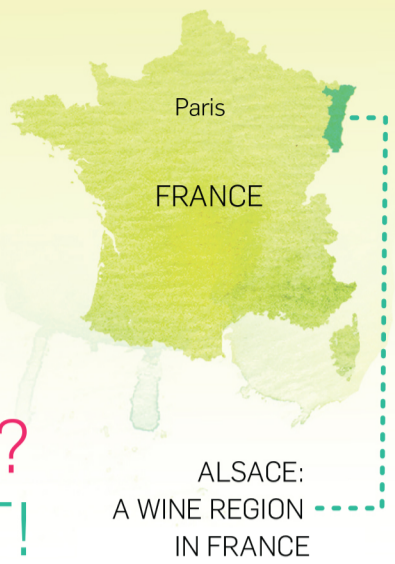 Paris
FRANCE
?
!
ALSACE:
A WINE REGION
IN FRANCE